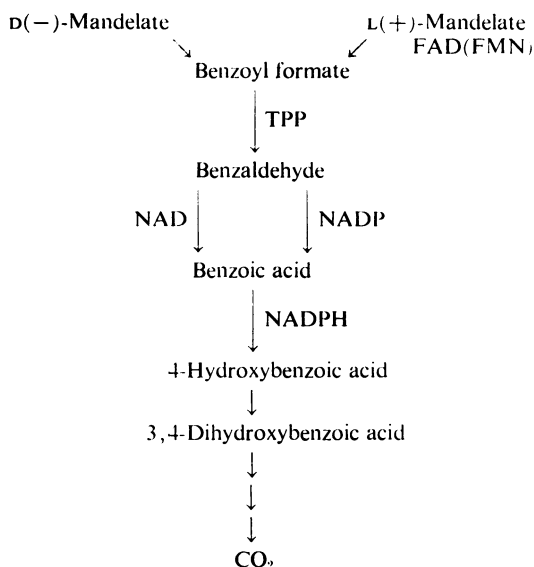 D(−)-Mandelate L(+)-Mandelate
FAD(FMN)
Benzoyl formate
TPP
Benzaldehyde
NAD NADP
Benzoic acid
NADPH
4-Hydroxybenzoic acid
3,4-Dihydroxybenzoic acid
CO₂